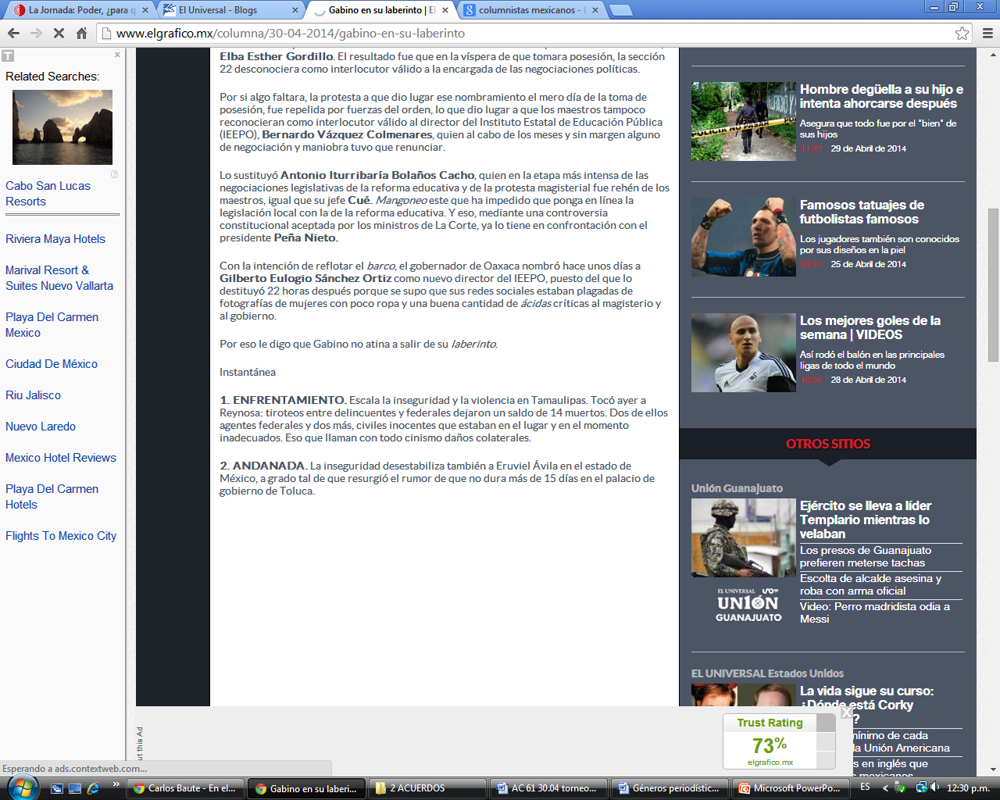 La Jornada: Poder, ¿para q
El Universal - Blogs
Gabino en su laberinto | El
columnistas mexicanos -
www.elgrafico.mx/columna/30-04-2014/gabino-en-su-laberinto
T
Related Searches:
Cabo San Lucas
Resorts
Riviera Maya Hotels
Marival Resort &
Suites Nuevo Vallarta
Playa Del Carmen
Mexico
Ciudad De México
Riu Jalisco
Nuevo Laredo
Mexico Hotel Reviews
Playa Del Carmen
Hotels
Flights To Mexico City
Elba Esther Gordillo. El resultado fue que en la víspera de que tomara posesión, la sección
22 desconociera como interlocutor válido a la encargada de las negociaciones políticas.
Por si algo faltara, la protesta a que dio lugar ese nombramiento el mero día de la toma de
posesión, fue repelida por fuerzas del orden, lo que dio lugar a que los maestros tampoco
reconocieran como interlocutor válido al director del Instituto Estatal de Educación Pública
(IEEPO), Bernardo Vázquez Colmenares, quien al cabo de los meses y sin margen alguno
de negociación y maniobra tuvo que renunciar.
Lo sustituyó Antonio Iturribaría Bolaños Cacho, quien en la etapa más intensa de las
negociaciones legislativas de la reforma educativa y de la protesta magisterial fue rehén de los
maestros, igual que su jefe Cué. Mangoneo este que ha impedido que ponga en línea la
legislación local con la de la reforma educativa. Y eso, mediante una controversia
constitucional aceptada por los ministros de La Corte, ya lo tiene en confrontación con el
presidente Peña Nieto.
Con la intención de reflotar el barco, el gobernador de Oaxaca nombró hace unos días a
Gilberto Eulogio Sánchez Ortiz como nuevo director del IEEPO, puesto del que lo
destituyó 22 horas después porque se supo que sus redes sociales estaban plagadas de
fotografías de mujeres con poco ropa y una buena cantidad de ácidas críticas al magisterio y
al gobierno.
Por eso le digo que Gabino no atina a salir de su laberinto.
Instantánea
1. ENFRENTAMIENTO. Escala la inseguridad y la violencia en Tamaulipas. Tocó ayer a
Reynosa: tiroteos entre delincuentes y federales dejaron un saldo de 14 muertos. Dos de ellos
agentes federales y dos más, civiles inocentes que estaban en el lugar y en el momento
inadecuados. Eso que llaman con todo cinismo daños colaterales.
2. ANDANADA. La inseguridad desestabiliza también a Eruviel Ávila en el estado de
México, a grado tal de que resurgió el rumor de que no dura más de 15 días en el palacio de
gobierno de Toluca.
Hombre degüella a su hijo e
intenta ahorcarse después
Asegura que todo fue por el "bien" de
sus hijos
11:22 29 de Abril de 2014
Famosos tatuajes de
futbolistas famosos
Los jugadores también son conocidos
por sus diseños en la piel
05:25 25 de Abril de 2014
Los mejores goles de la
semana | VIDEOS
Así rodó el balón en las principales
ligas de todo el mundo
28 de Abril de 2014
OTROS SITIOS
Unión Guanajuato
Ejército se lleva a líder
Templario mientras lo
velaban
Los presos de Guanajuato
prefieren meterse tachas
Escolta de alcalde asesina y
roba con arma oficial
Video: Perro madridista odia a
Messi
EL UNIVERSAL
UN1ÓN
GUANAJUATO
EL UNIVERSAL Estados Unidos
La vida sigue su curso:
¿Dónde está Corky
?
mínimo de cada
la Unión Americana
s en inglés que
mexicanos
ut this Ad
X
Trust Rating
73%
elgrafico.mx
Esperando a ads.contextweb.com...
Carlos Baute - En el...
Gabino en su laberi...
2 ACUERDOS
AC 61 30.04 torneo...
Géneros periodístic...
Microsoft PowerPo...
ES
12:30 p.m.